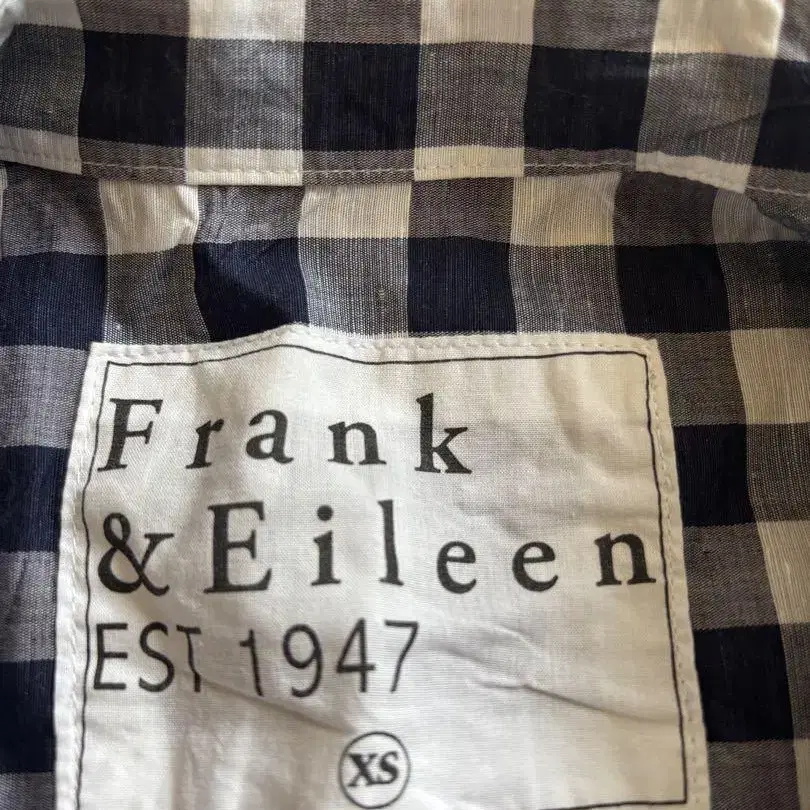 Frank
& Eileen
EST 1947
XS